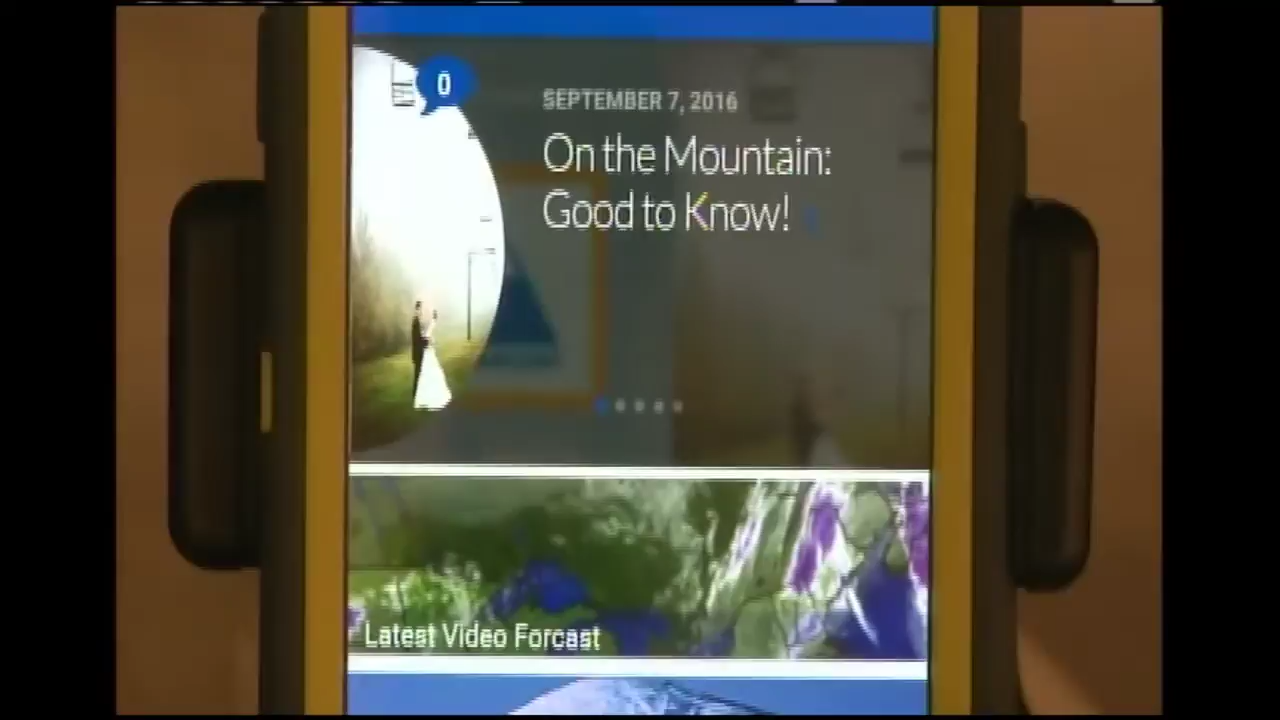 0
SEPTEMBER 7, 2016
On the Mountain:
Good to Know!
Latest Video Forcast